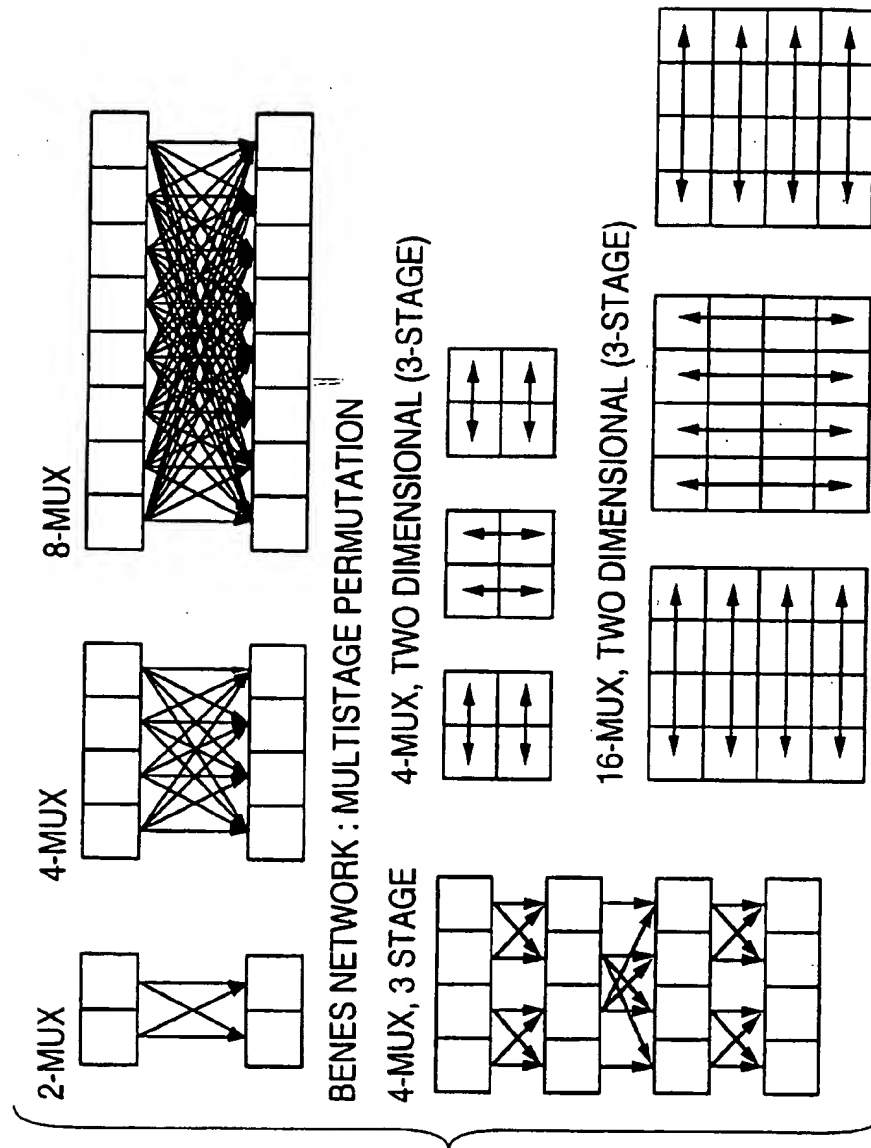 2-MUX
4-MUX
8-MUX
BENES NETWORK : MULTISTAGE PERMUTATION
4-MUX, 3 STAGE
4-MUX, TWO DIMENSIONAL (3-STAGE)
16-MUX, TWO DIMENSIONAL (3-STAGE)